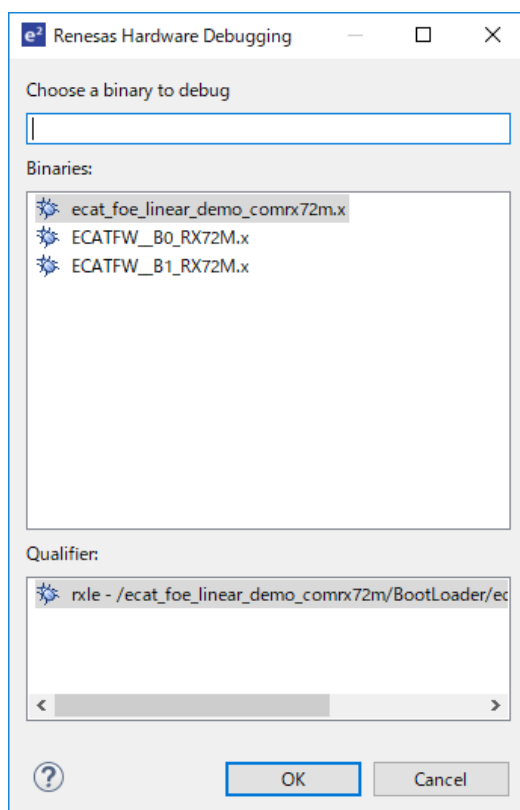 e² Renesas Hardware Debugging
Choose a binary to debug
Binaries:
ecat_foe_linear_demo_comrx72m.x
ECATFW__B0_RX72M.x
ECATFW__B1_RX72M.x
Qualifier:
rxle - /ecat_foe_linear_demo_comrx72m/BootLoader/ec
?
OK
Cancel